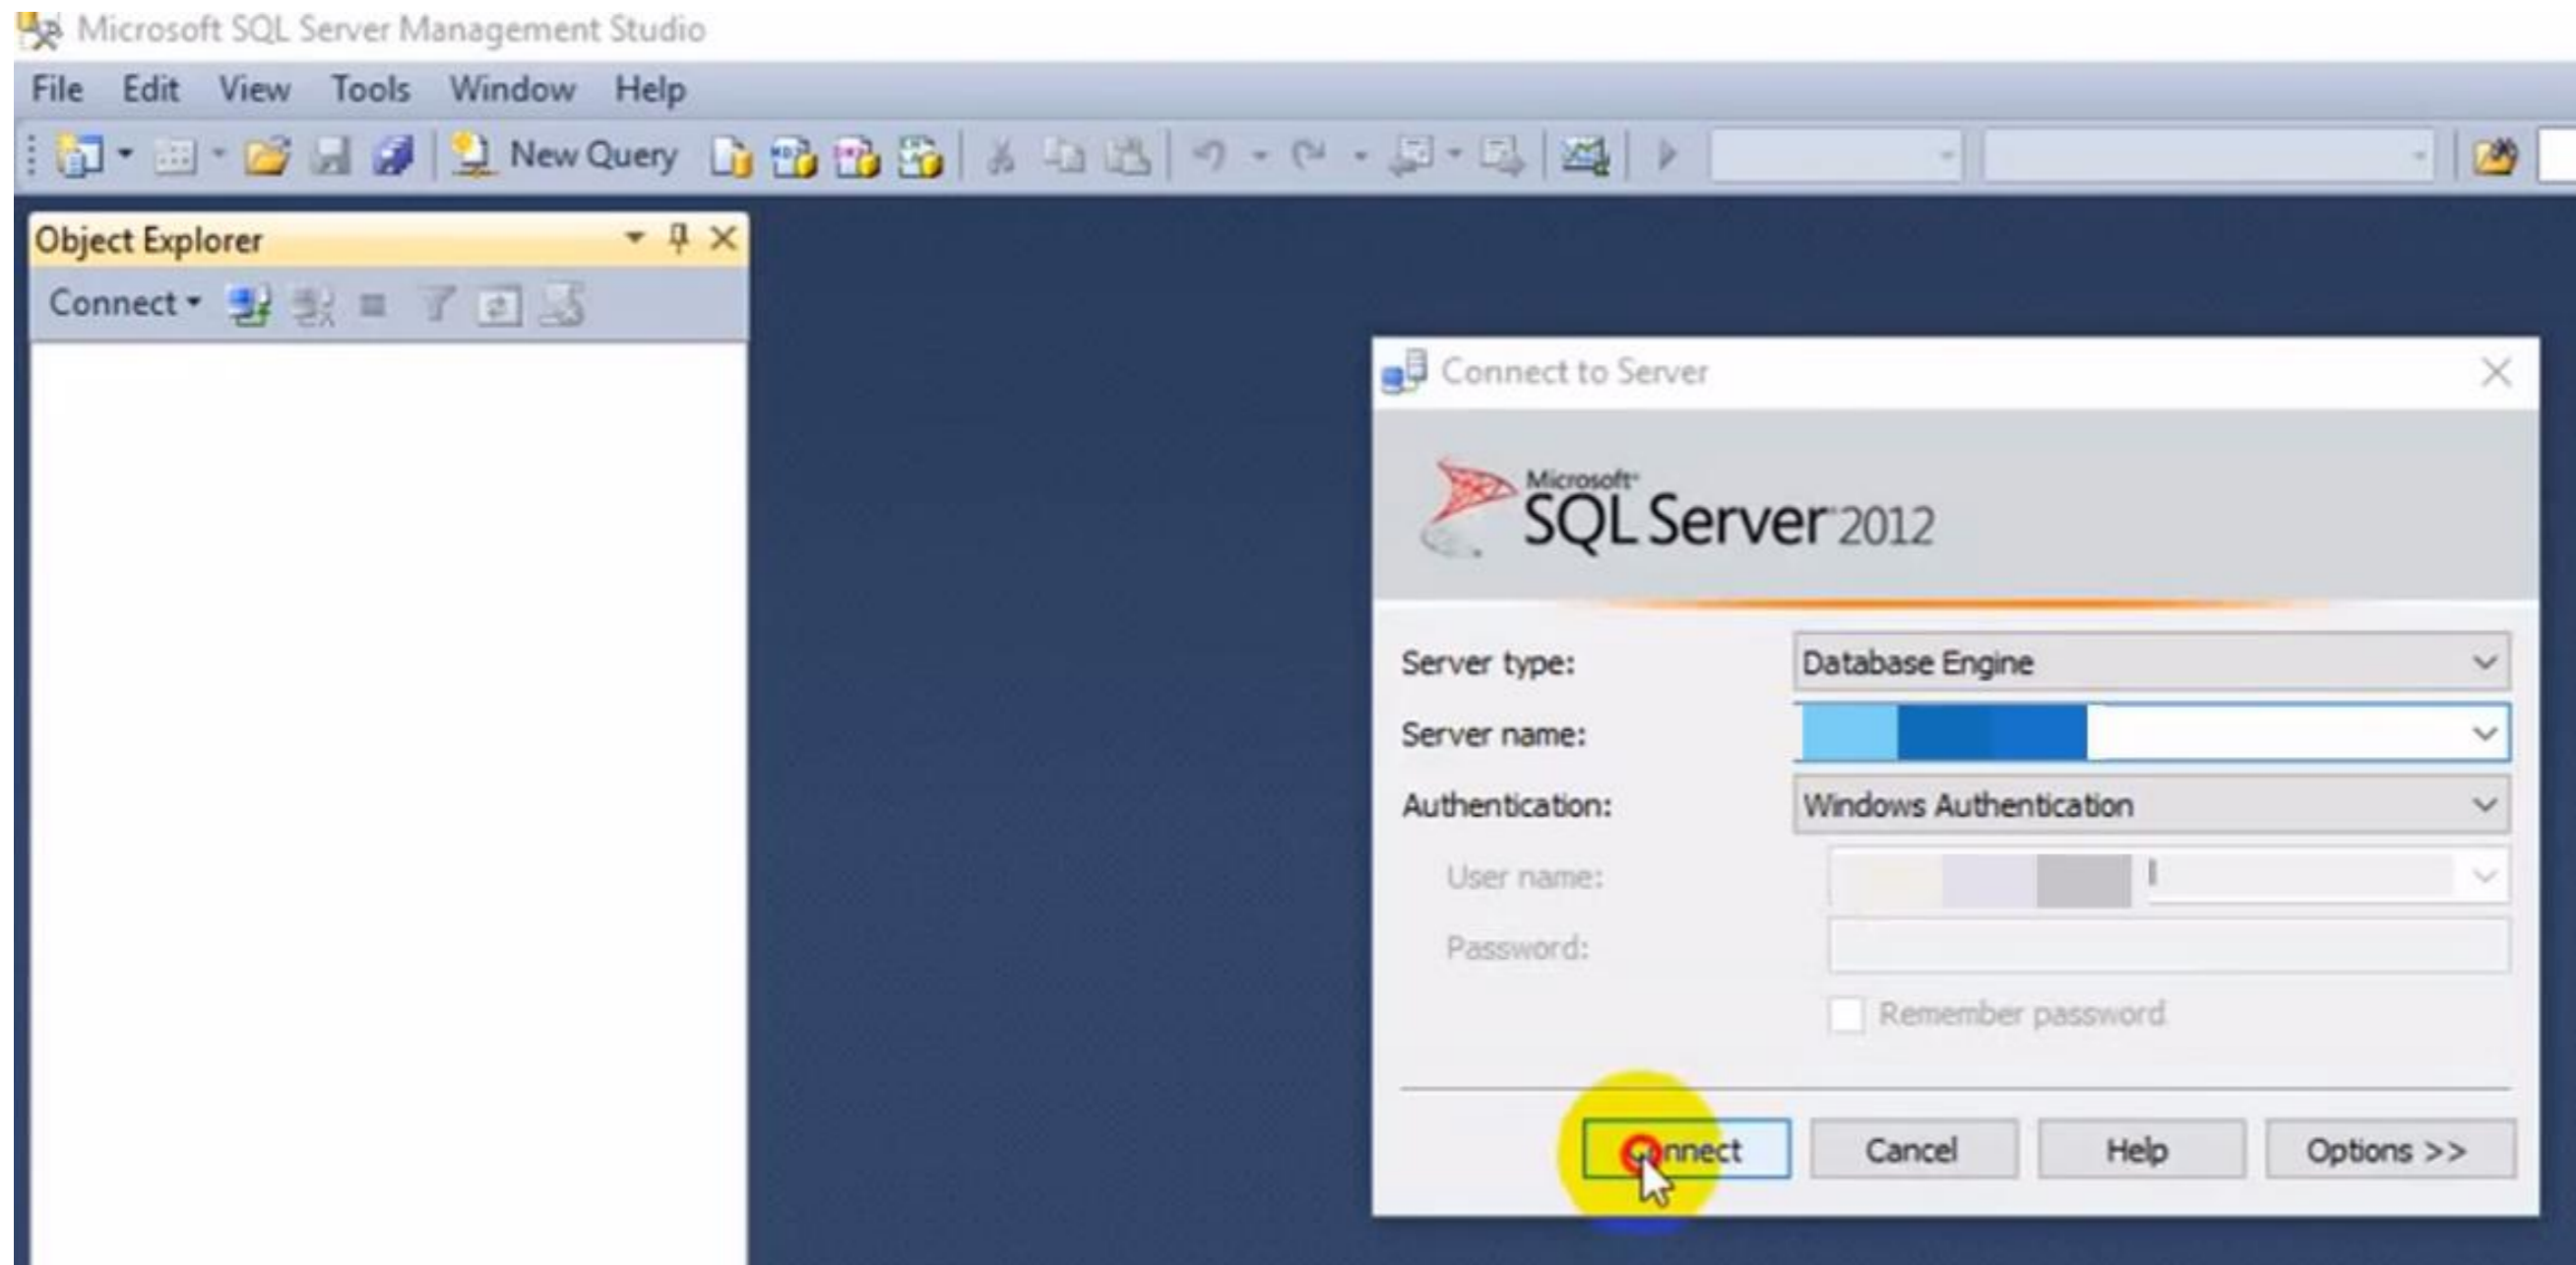 Microsoft SQL Server Management Studio
File Edit View Tools Window Help
New Query
Object Explorer
Connect
Connect to Server
Microsoft
SQL Server 2012
Server type: Database Engine
Server name:
Authentication: Windows Authentication
User name:
Password:
Remember password
Connect Cancel Help Options >>